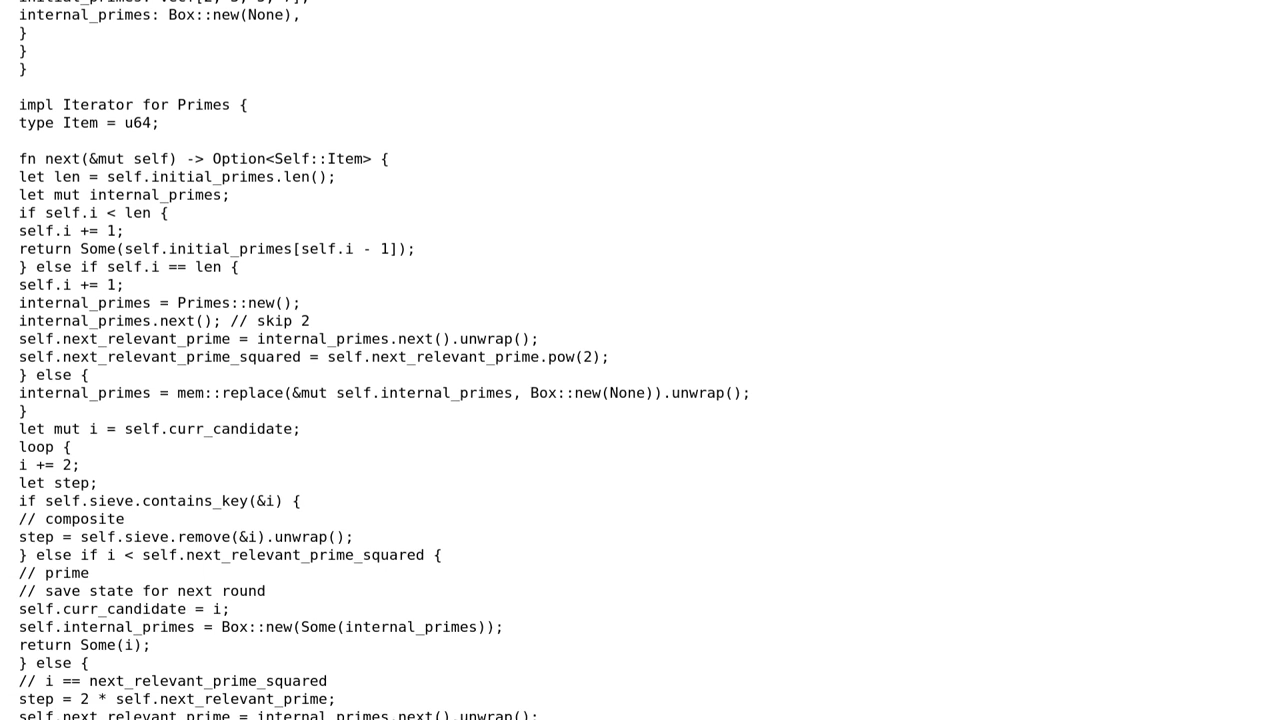 internal_primes: Box::new(None),
}
}
}

impl Iterator for Primes {
type Item = u64;

fn next(&mut self) -> Option<Self::Item> {
let len = self.initial_primes.len();
let mut internal_primes;
if self.i < len {
self.i += 1;
return Some(self.initial_primes[self.i - 1]);
} else if self.i == len {
self.i += 1;
internal_primes = Primes::new();
internal_primes.next(); // skip 2
self.next_relevant_prime = internal_primes.next().unwrap();
self.next_relevant_prime_squared = self.next_relevant_prime.pow(2);
} else {
internal_primes = mem::replace(&mut self.internal_primes, Box::new(None)).unwrap();
}
let mut i = self.curr_candidate;
loop {
i += 2;
let step;
if self.sieve.contains_key(&i) {
// composite
step = self.sieve.remove(&i).unwrap();
} else if i < self.next_relevant_prime_squared {
// prime
// save state for next round
self.curr_candidate = i;
self.internal_primes = Box::new(Some(internal_primes));
return Some(i);
} else {
// i == next_relevant_prime_squared
step = 2 * self.next_relevant_prime;
self.next_relevant_prime = internal_primes.next().unwrap();